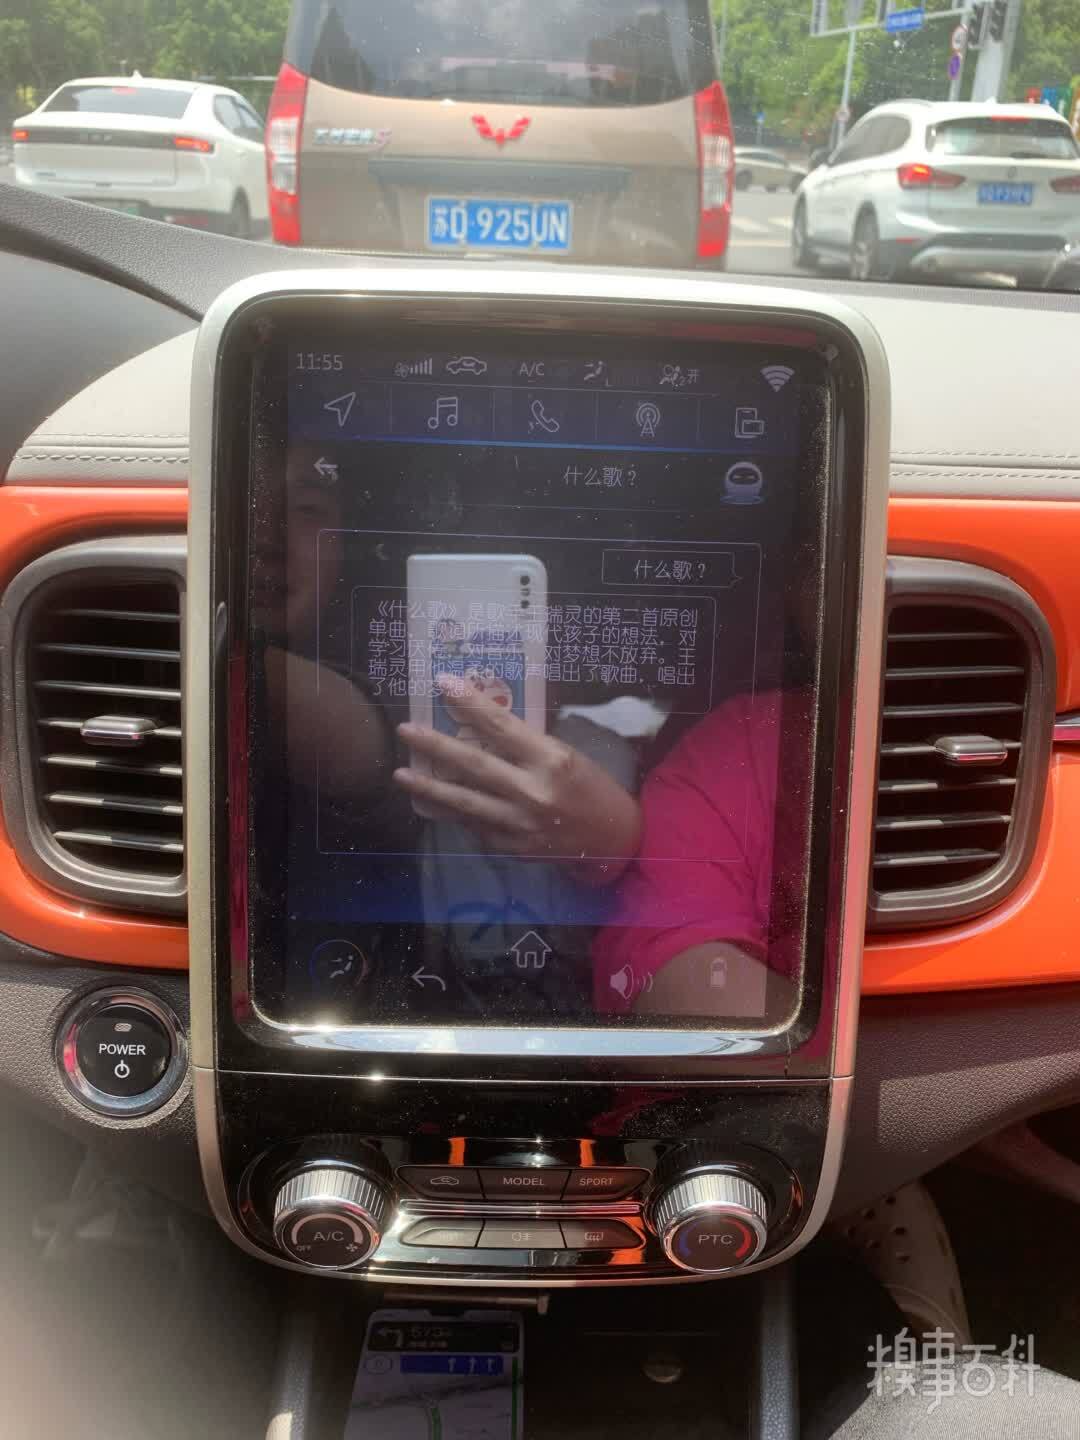 苏D·925UN
11:55
A/C
2开
什么歌？
什么歌？
《什么歌》是歌手王瑞灵的第二首原创
单曲，歌词所描述现代孩子的想法，对
学习厌倦，对音乐，对梦想不放弃。王
瑞灵用他温柔的歌声唱出了歌曲，唱出
了他的梦想。
POWER
MODEL
SPORT
A/C
OFF
PTC
糗事百科